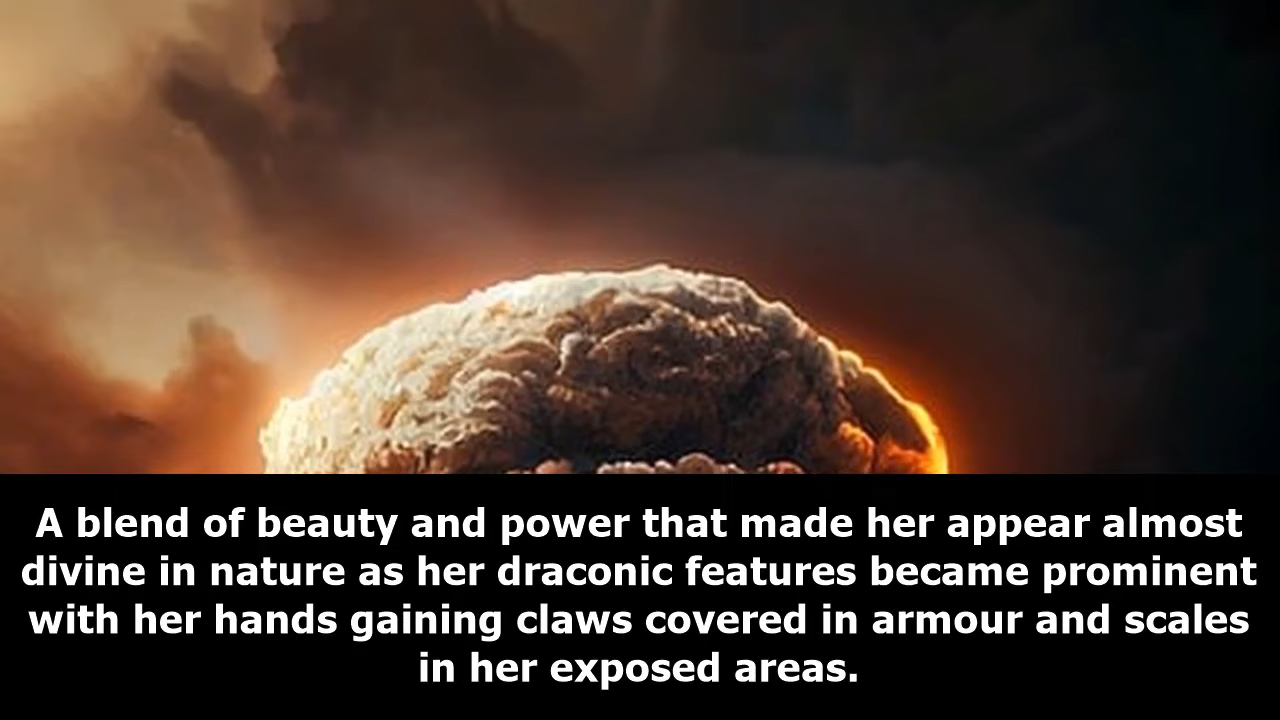 A blend of beauty and power that made her appear almost
divine in nature as her draconic features became prominent
with her hands gaining claws covered in armour and scales
in her exposed areas.